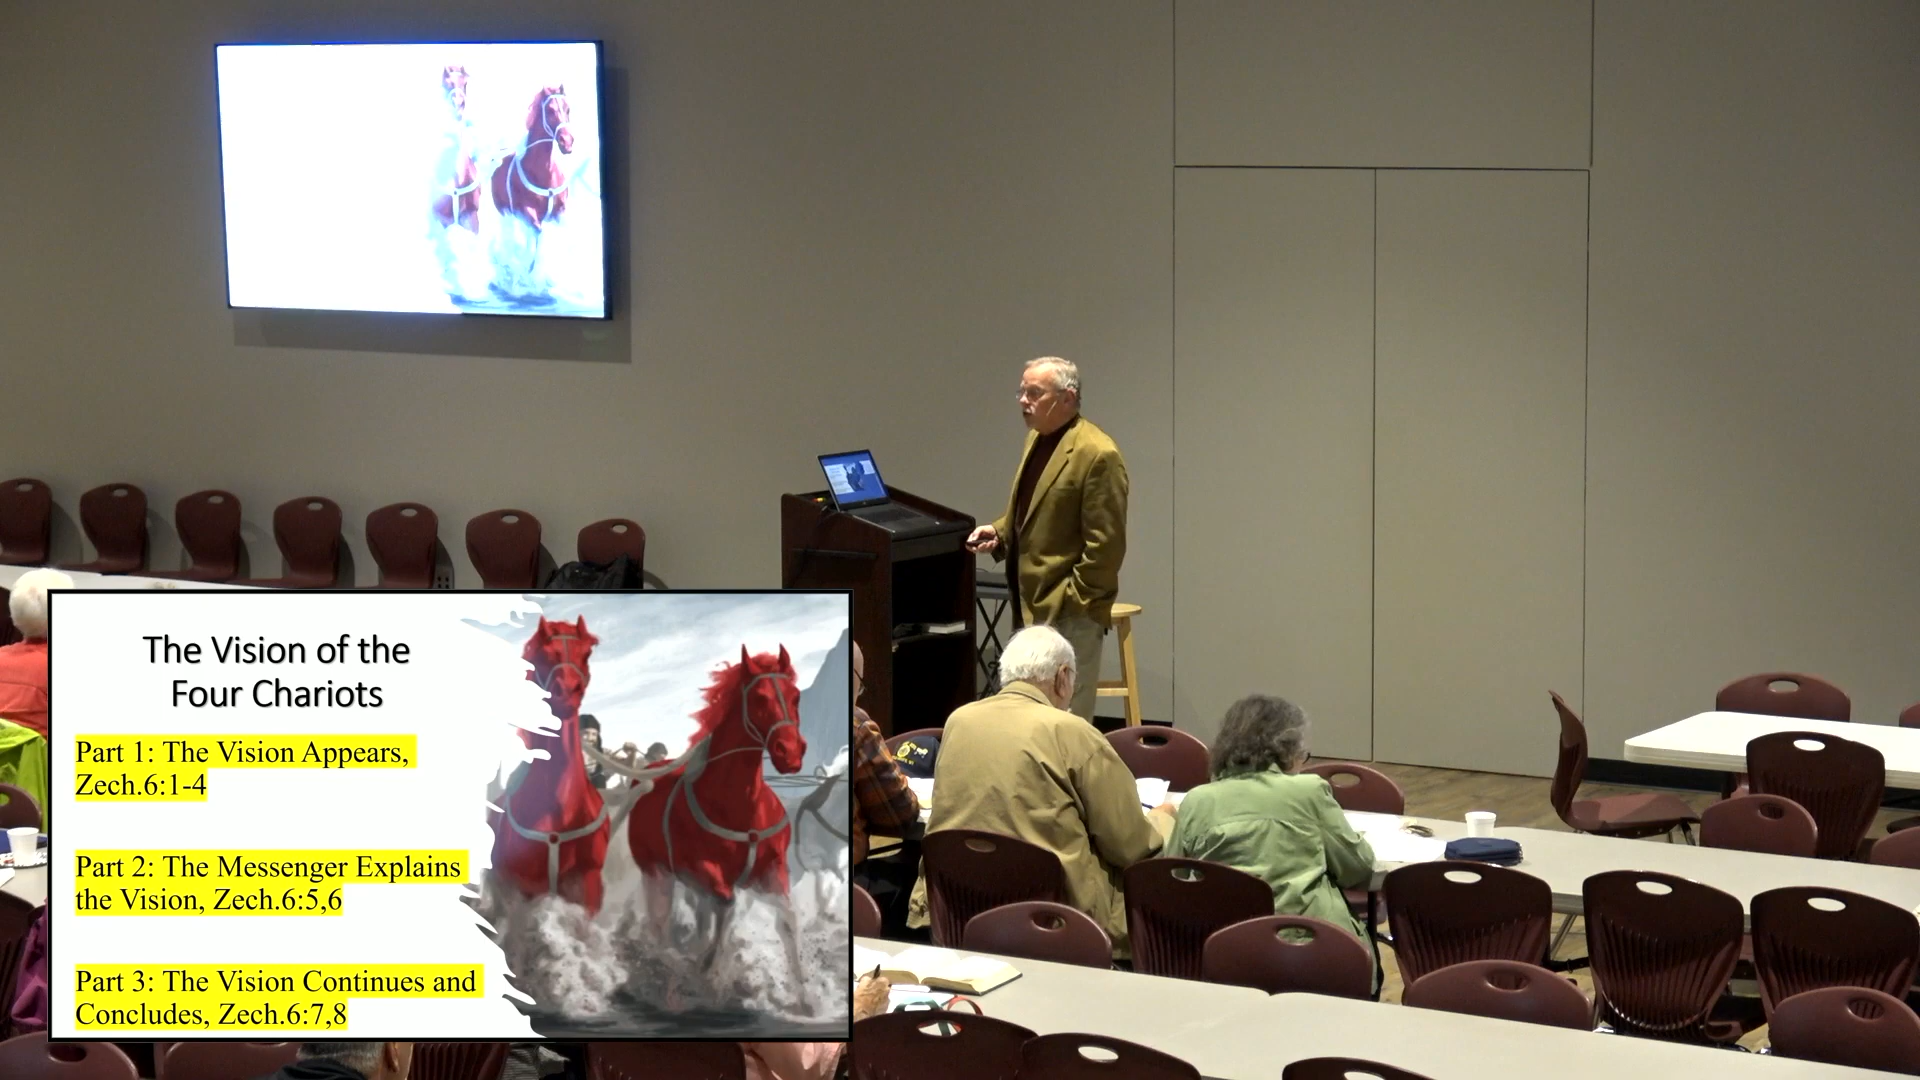 The Vision of the
Four Chariots
Part 1: The Vision Appears,
Zech.6:1-4
Part 2: The Messenger Explains
the Vision, Zech.6:5,6
Part 3: The Vision Continues and
Concludes, Zech.6:7,8